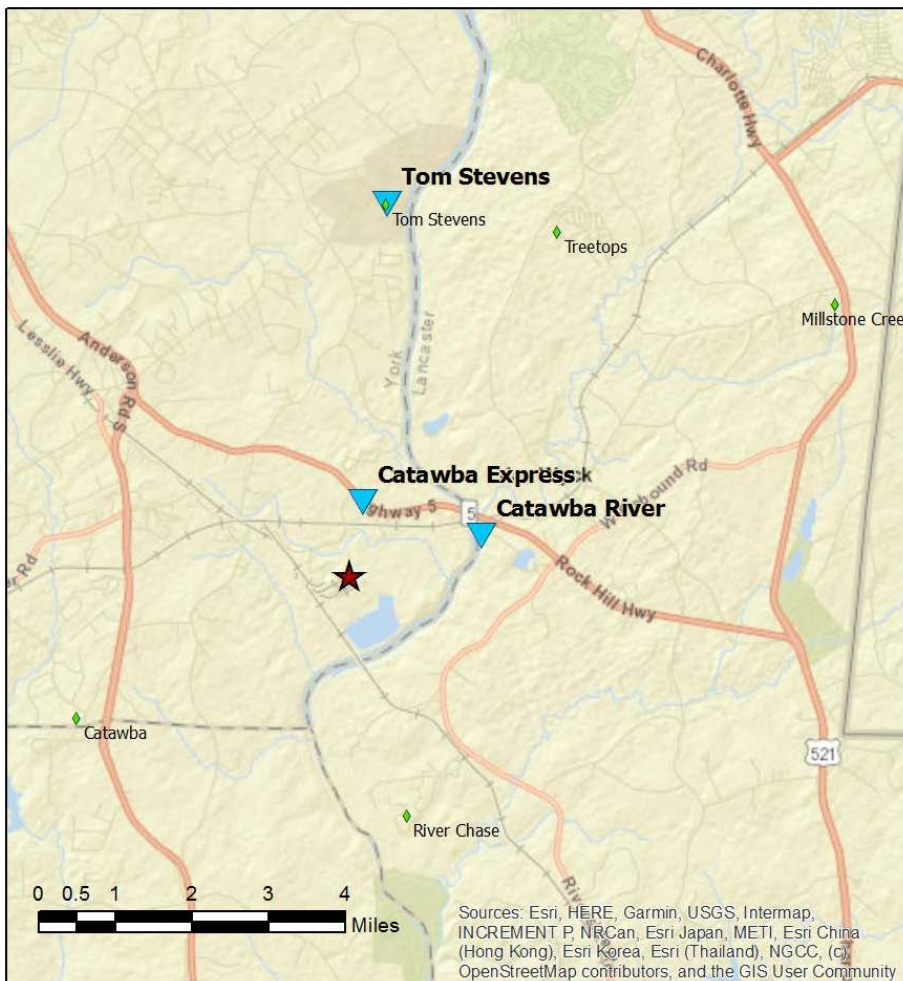 Charlotte Hwy
Tom Stevens
Tom Stevens
Treetops
Millstone Cree
York
Lancaster
Lesslie Hwy
Anderson Rd S
Catawba Express
Rd
Highway 5
5
Catawba River
Rock Hill Hwy
Rd
Catawba
521
River Chase
0 0.5 1 2 3 4
Miles
Sources: Esri, HERE, Garmin, USGS, Intermap,
INCREMENT P, NRCan, Esri Japan, METI, Esri China
(Hong Kong), Esri Korea, Esri (Thailand), NGCC, (c)
OpenStreetMap contributors, and the GIS User Community